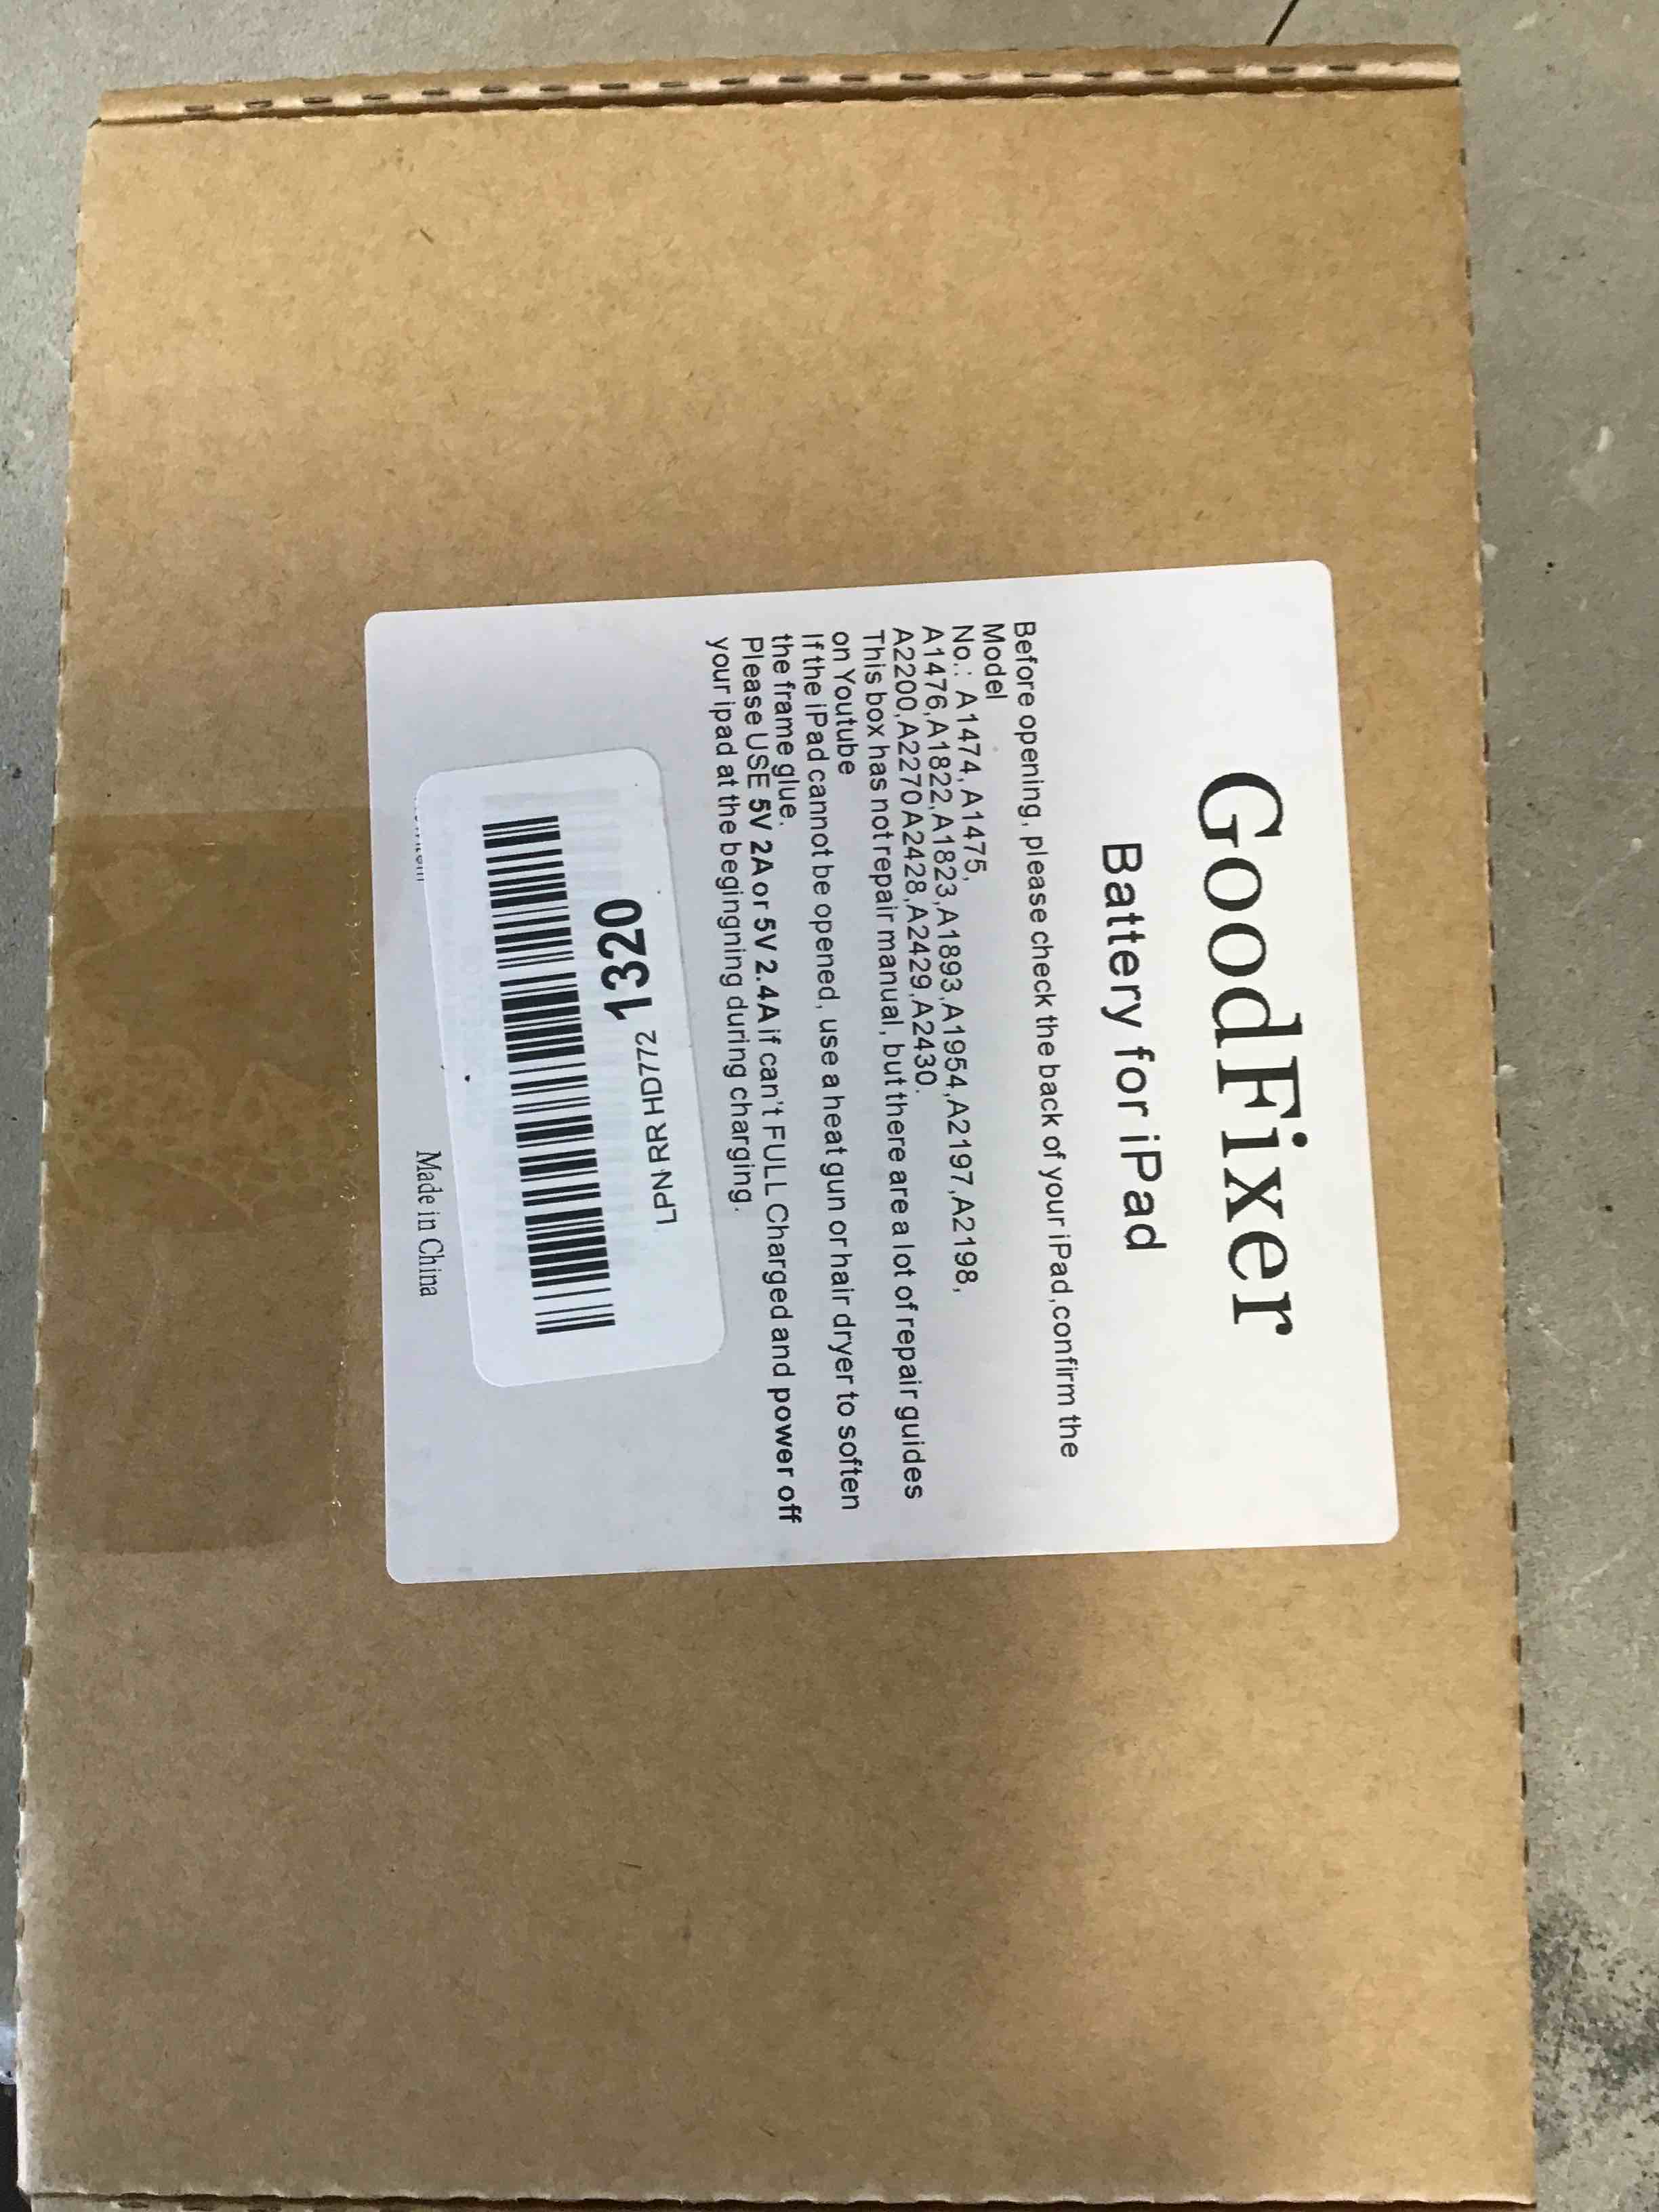 GoodFixer
Battery for iPad
Before opening, please check the back of your iPad,confirm the
Model
No.: A1474, A1475,
A1476,A1822,A1823,A1893,A1954,A2197,A2198,
A2200,A2270 A2428,A2429,A2430.
This box has not repair manual, but there are a lot of repair guides
on Youtube
If the iPad cannot be opened, use a heat gun or hair dryer to soften
the frame glue.
Please USE 5V 2A or 5V 2.4A if can't FULL Charged and power off
your ipad at the begingning during charging.
LPN RR HD772 1320
Made in China